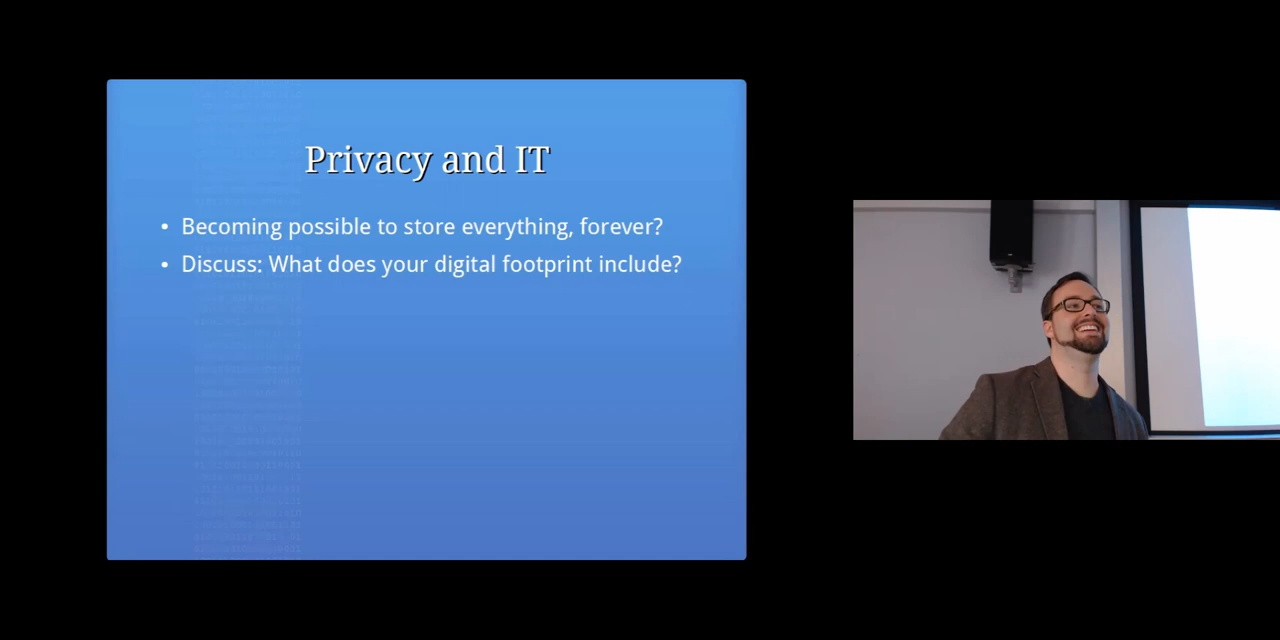 Privacy and IT
• Becoming possible to store everything, forever?
• Discuss: What does your digital footprint include?